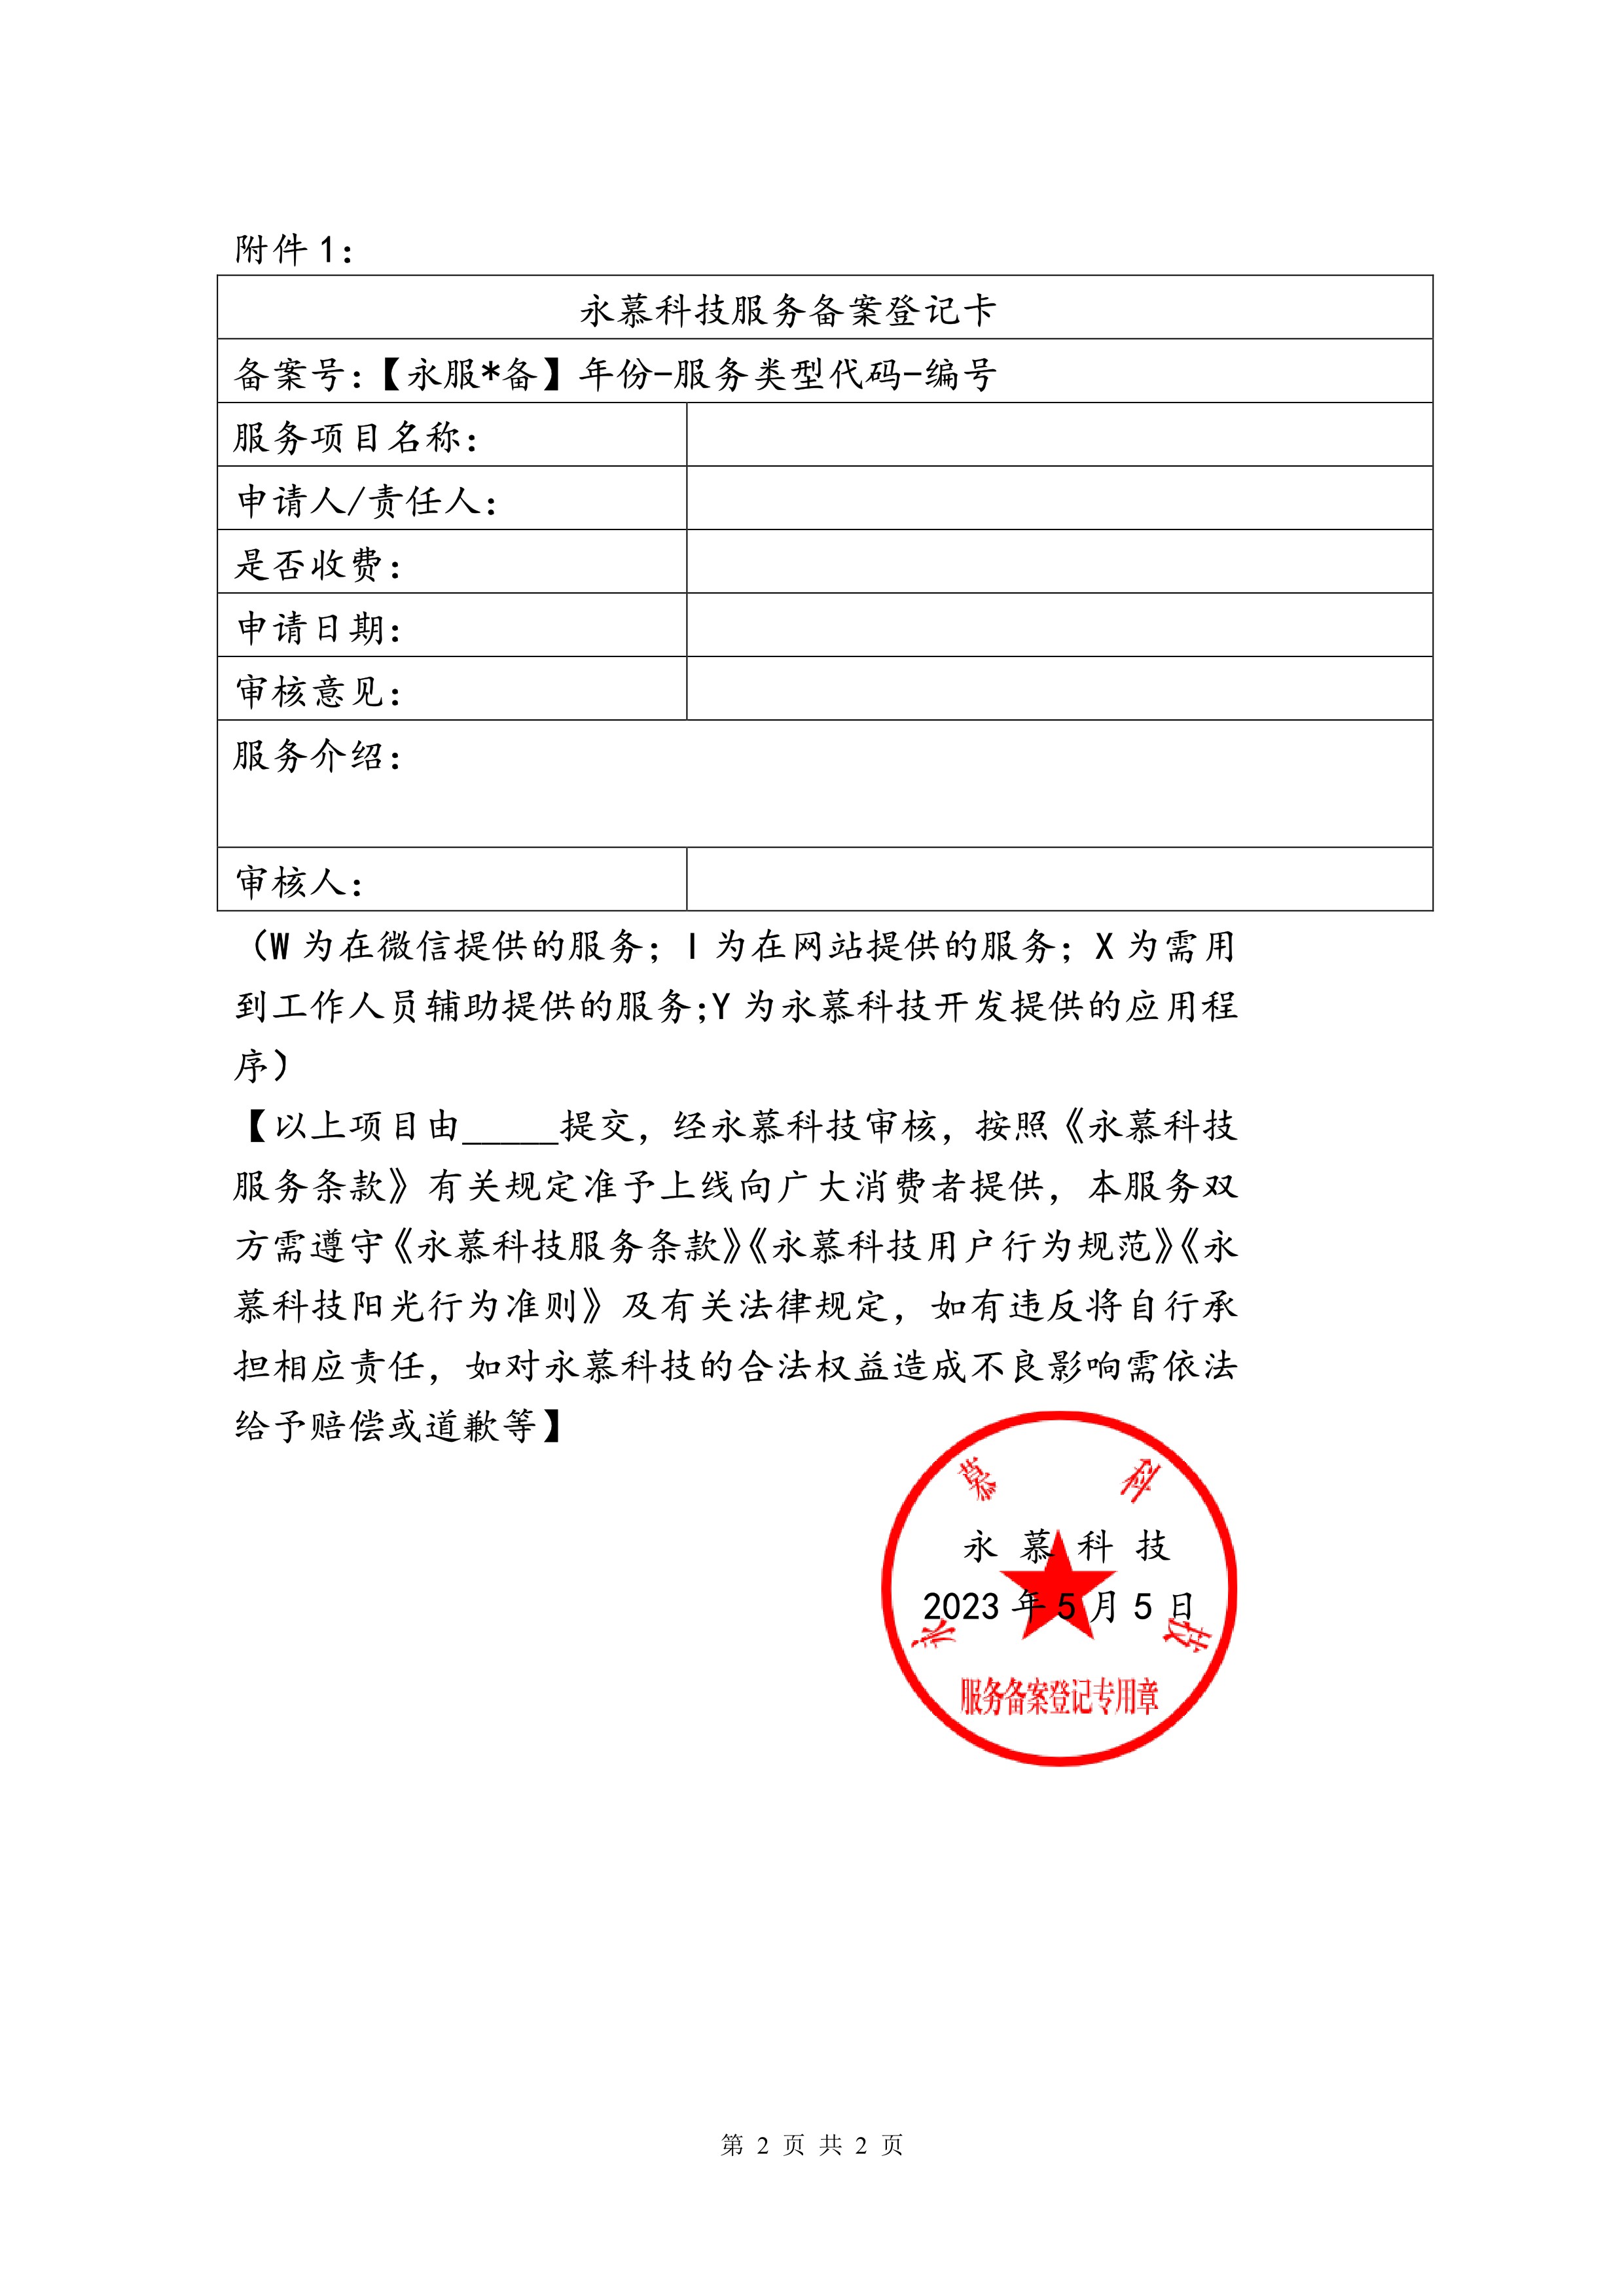 附件1：
永慕科技服务备案登记卡
备案号：【永服*备】年份-服务类型代码-编号
服务项目名称：
申请人/责任人：
是否收费：
申请日期：
审核意见：
服务介绍：
审核人：
（W为在微信提供的服务；I为在网站提供的服务；X为需用
到工作人员辅助提供的服务;Y为永慕科技开发提供的应用程
序）
【以上项目由_____提交，经永慕科技审核，按照《永慕科技
服务条款》有关规定准予上线向广大消费者提供，本服务双
方需遵守《永慕科技服务条款》《永慕科技用户行为规范》《永
慕科技阳光行为准则》及有关法律规定，如有违反将自行承
担相应责任，如对永慕科技的合法权益造成不良影响需依法
给予赔偿或道歉等】
永慕科技
2023年5月5日
永慕科技
服务备案登记专用章
第 2 页 共 2 页